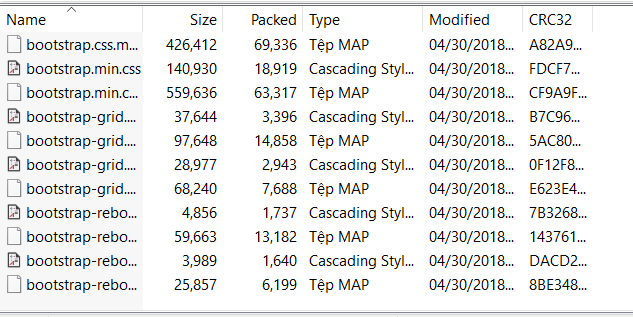 Name Size Packed Type Modified CRC32
bootstrap.css.m... 426,412 69,336 Tệp MAP 04/30/2018... A82A9...
bootstrap.min.css 140,930 18,919 Cascading Styl... 04/30/2018... FDCF7...
bootstrap.min.c... 559,636 63,317 Tệp MAP 04/30/2018... CF9A9F...
bootstrap-grid.... 37,644 3,396 Cascading Styl... 04/30/2018... B7C96...
bootstrap-grid.... 97,648 14,858 Tệp MAP 04/30/2018... 5AC80...
bootstrap-grid.... 28,977 2,943 Cascading Styl... 04/30/2018... 0F12F8...
bootstrap-grid.... 68,240 7,688 Tệp MAP 04/30/2018... E623E4...
bootstrap-rebo... 4,856 1,737 Cascading Styl... 04/30/2018... 7B3268...
bootstrap-rebo... 59,663 13,182 Tệp MAP 04/30/2018... 143761...
bootstrap-rebo... 3,989 1,640 Cascading Styl... 04/30/2018... DACD2...
bootstrap-rebo... 25,857 6,199 Tệp MAP 04/30/2018... 8BE348...